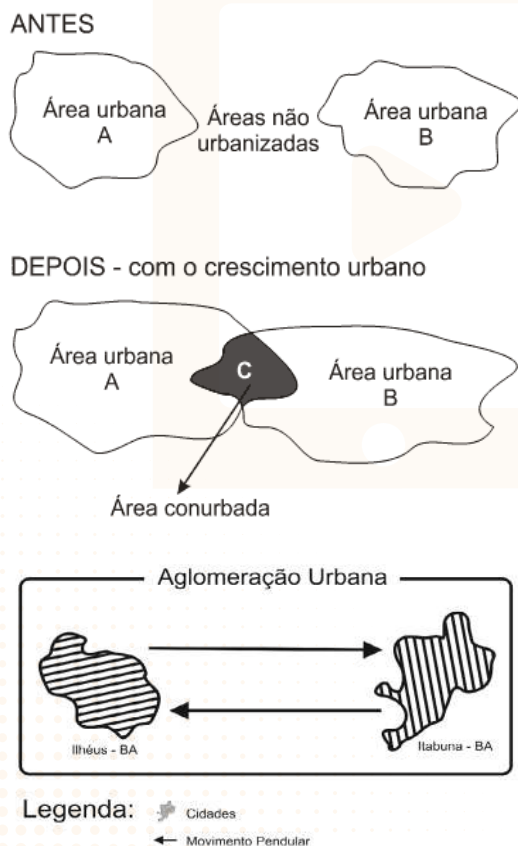 ANTES
Área urbana
A
Áreas não
urbanizadas
Área urbana
B
DEPOIS - com o crescimento urbano
Área urbana
A
C
Área urbana
B
Área conurbada
Aglomeração Urbana
Ilhéus - BA
Itabuna - BA
Legenda:
Cidades
Movimento Pendular